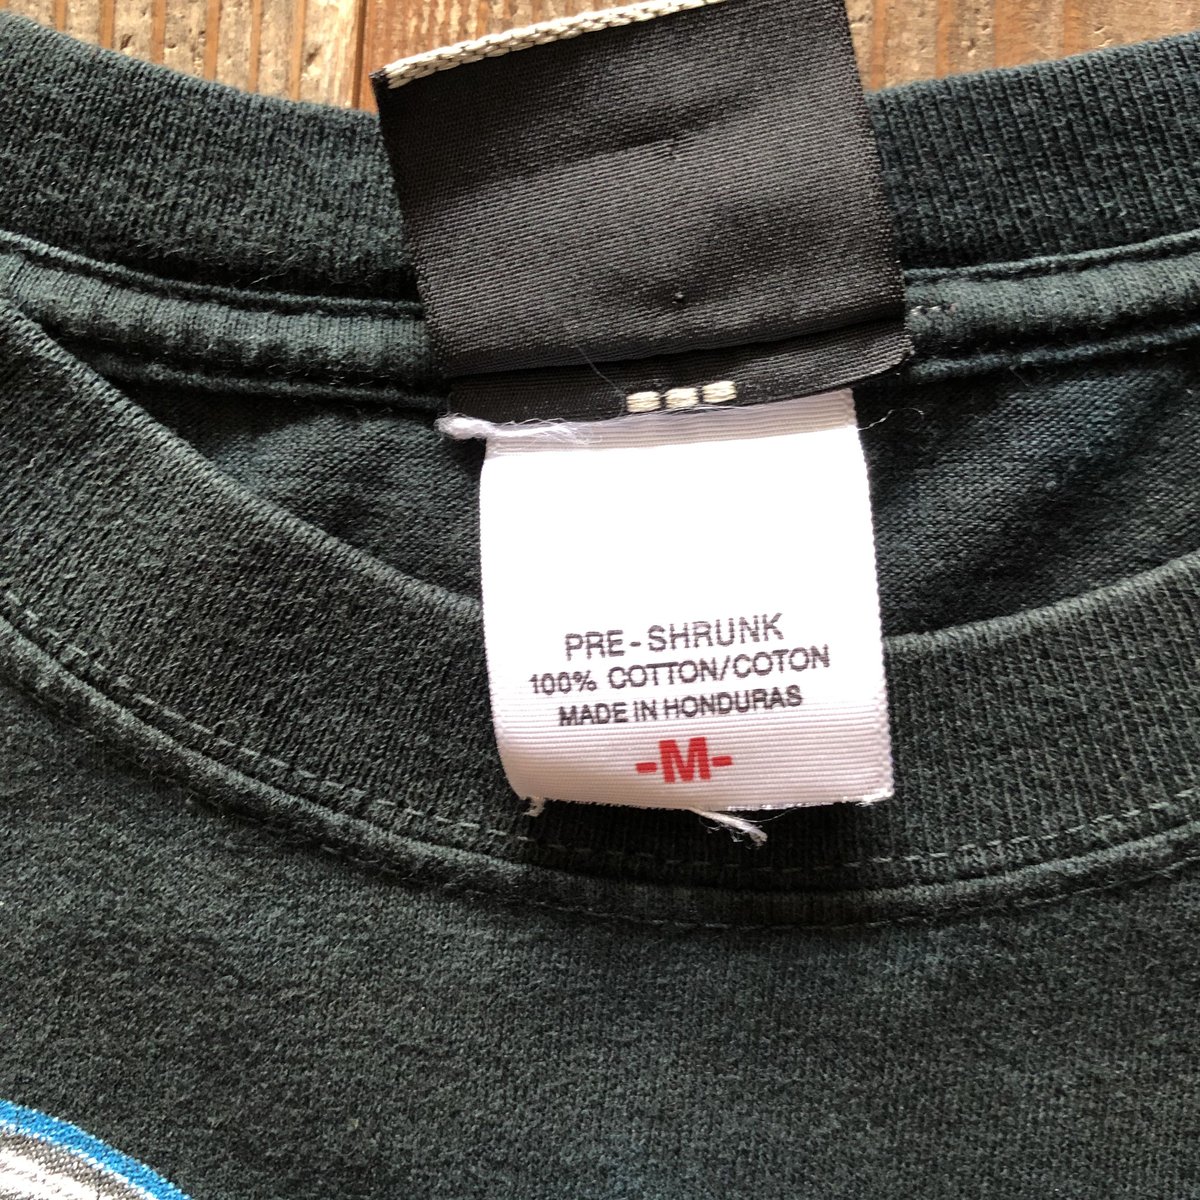 PRE-SHRUNK
100% COTTON/COTON
MADE IN HONDURAS
-M-